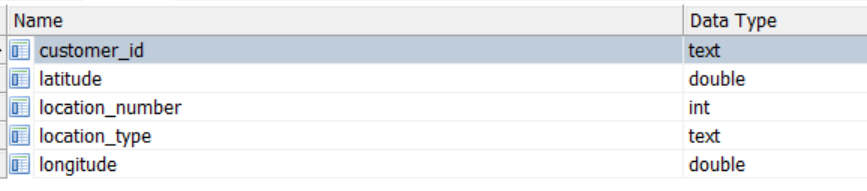 Name Data Type
customer_id text
latitude double
location_number int
location_type text
longitude double